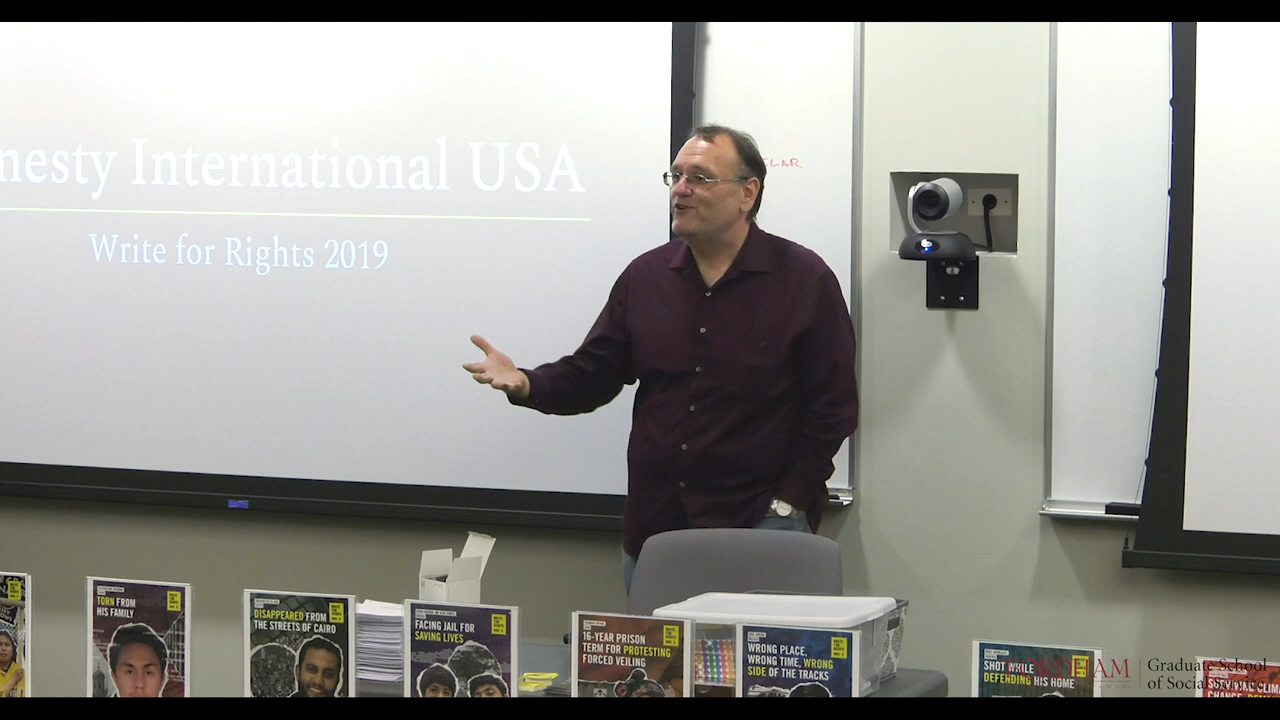 nesty International USA
Write for Rights 2019
LAR
TORN FROM
HIS FAMILY
DISAPPEARED FROM
THE STREETS OF CAIRO
FACING JAIL FOR
SAVING LIVES
16-YEAR PRISON
TERM FOR PROTESTING
FORCED VEILING
WRONG PLACE,
WRONG TIME, WRONG
SIDE OF THE TRACKS
SHOT WHILE
DEFENDING HIS HOME
FORDHAM
Graduate School
of Social Service